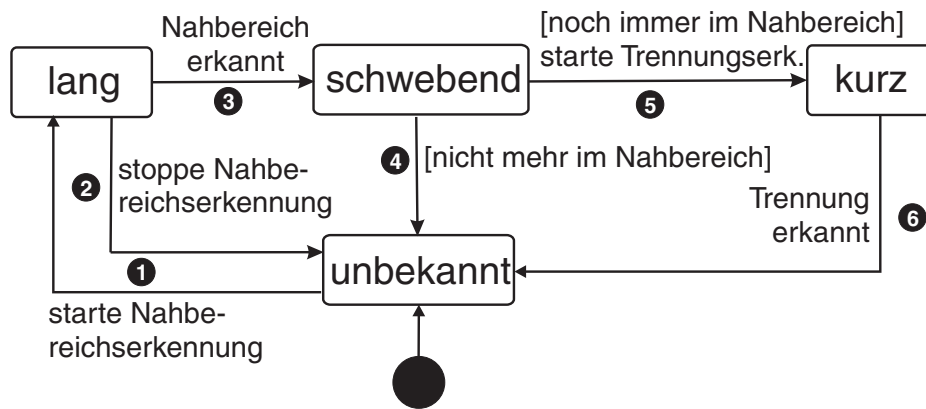 Nahbereich
erkannt
[noch immer im Nahbereich]
starte Trennungserk.
lang
schwebend
kurz
3
5
2
stoppe Nahbe-
reichserkennung
4
[nicht mehr im Nahbereich]
Trennung
erkannt
6
1
unbekannt
starte Nahbe-
reichserkennung